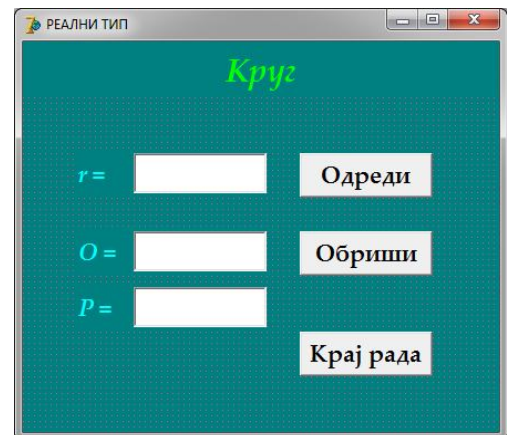 РЕАЛНИ ТИП
Круг
r = Одреди
O = Обриши
P =
Крај рада